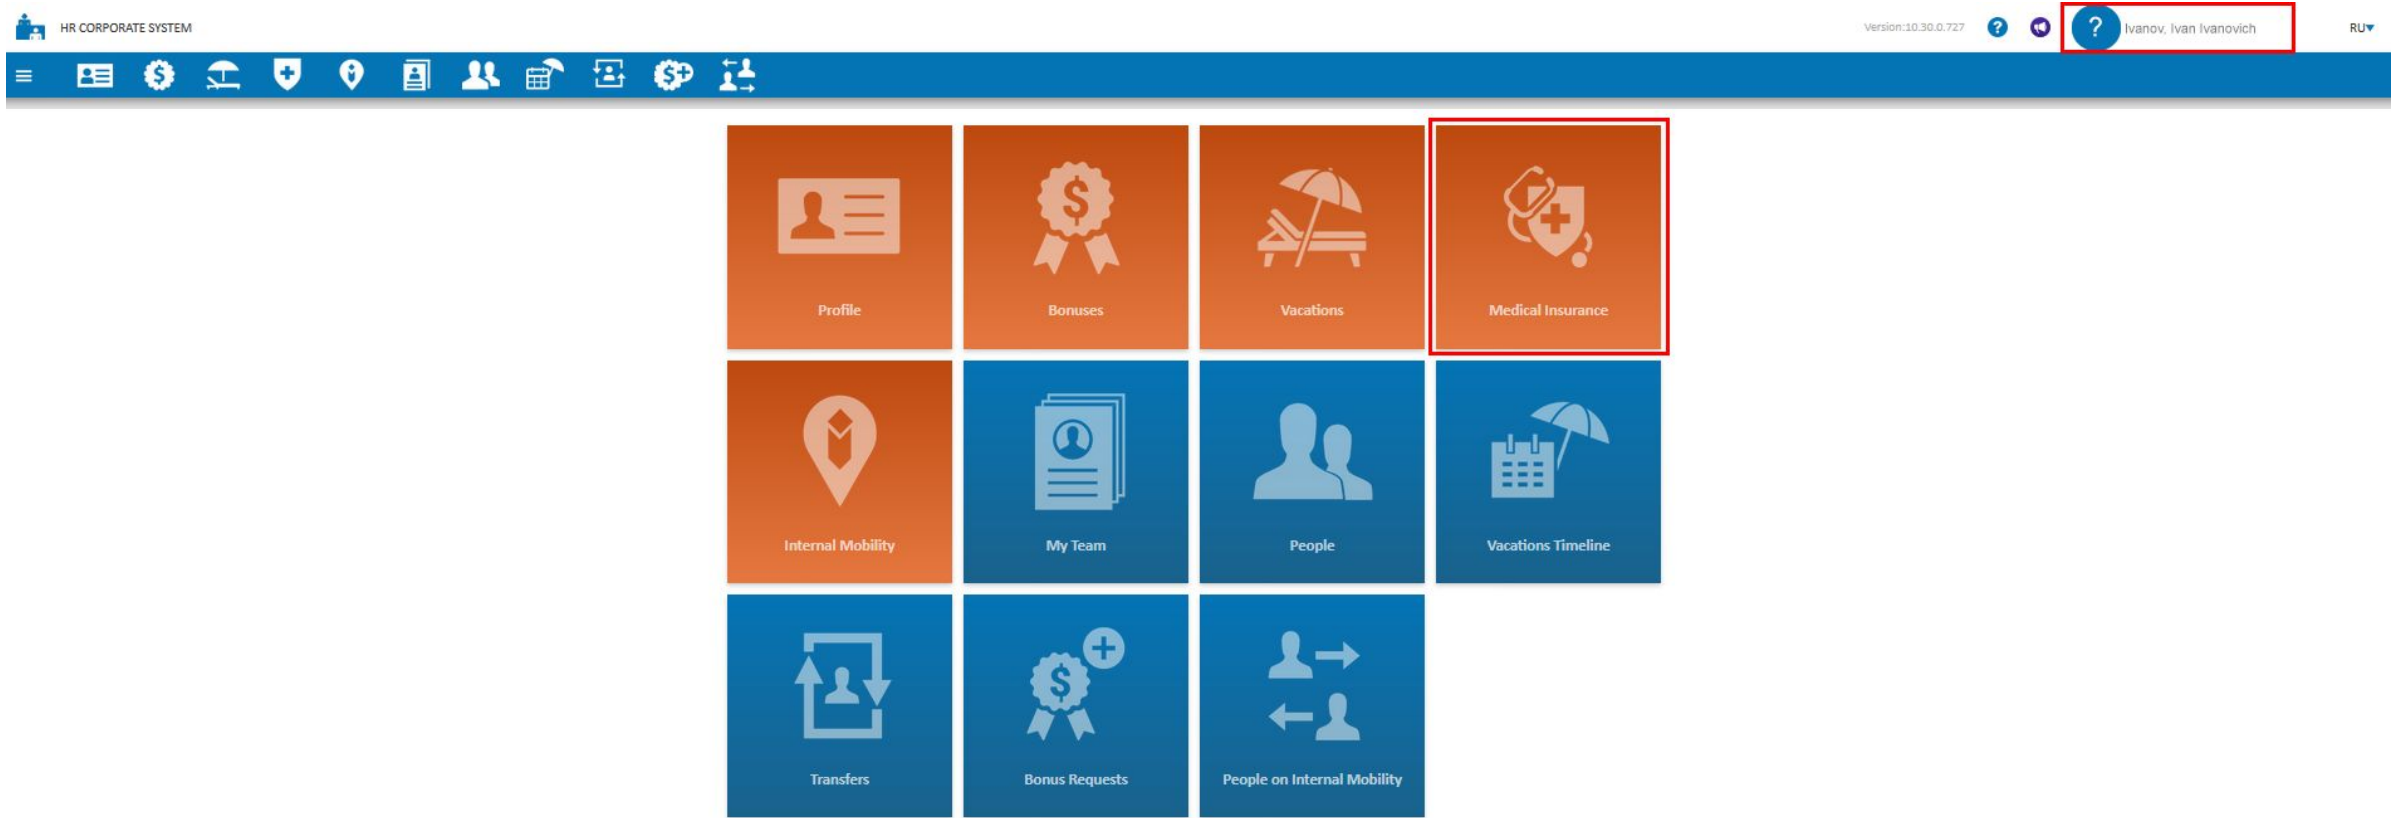 HR CORPORATE SYSTEM
Version:10.30.0.727
? Ivanov, Ivan Ivanovich
RU
Profile
Bonuses
Vacations
Medical Insurance
Internal Mobility
My Team
People
Vacations Timeline
Transfers
Bonus Requests
People on Internal Mobility